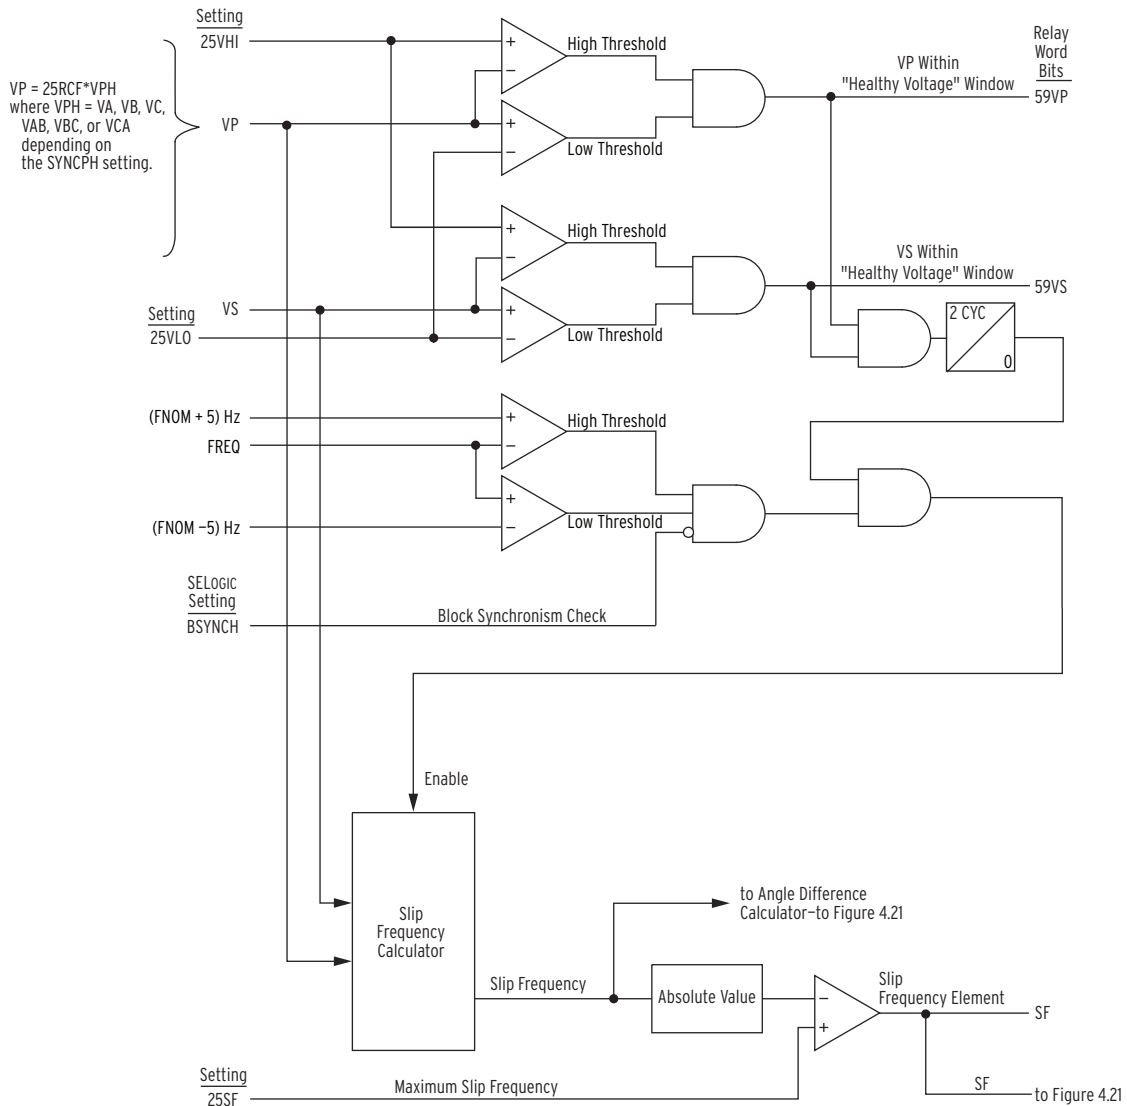 Setting
25VHI
VP = 25RCF*VPH
where VPH = VA, VB, VC,
VAB, VBC, or VCA
depending on
the SYNCPH setting.
VP
+
−
High Threshold
+
−
Low Threshold
VP Within
"Healthy Voltage" Window
Relay
Word
Bits
59VP
+
−
High Threshold
VS
Setting
25VLO
+
−
Low Threshold
VS Within
"Healthy Voltage" Window
59VS
2 CYC
0
(FNOM + 5) Hz
FREQ
+
−
High Threshold
(FNOM −5) Hz
+
−
Low Threshold
SELOGIC
Setting
BSYNCH
Block Synchronism Check
Enable
Slip
Frequency
Calculator
to Angle Difference
Calculator–to Figure 4.21
Slip Frequency
Absolute Value
−
+
Slip
Frequency Element
SF
Setting
25SF
Maximum Slip Frequency
SF
to Figure 4.21